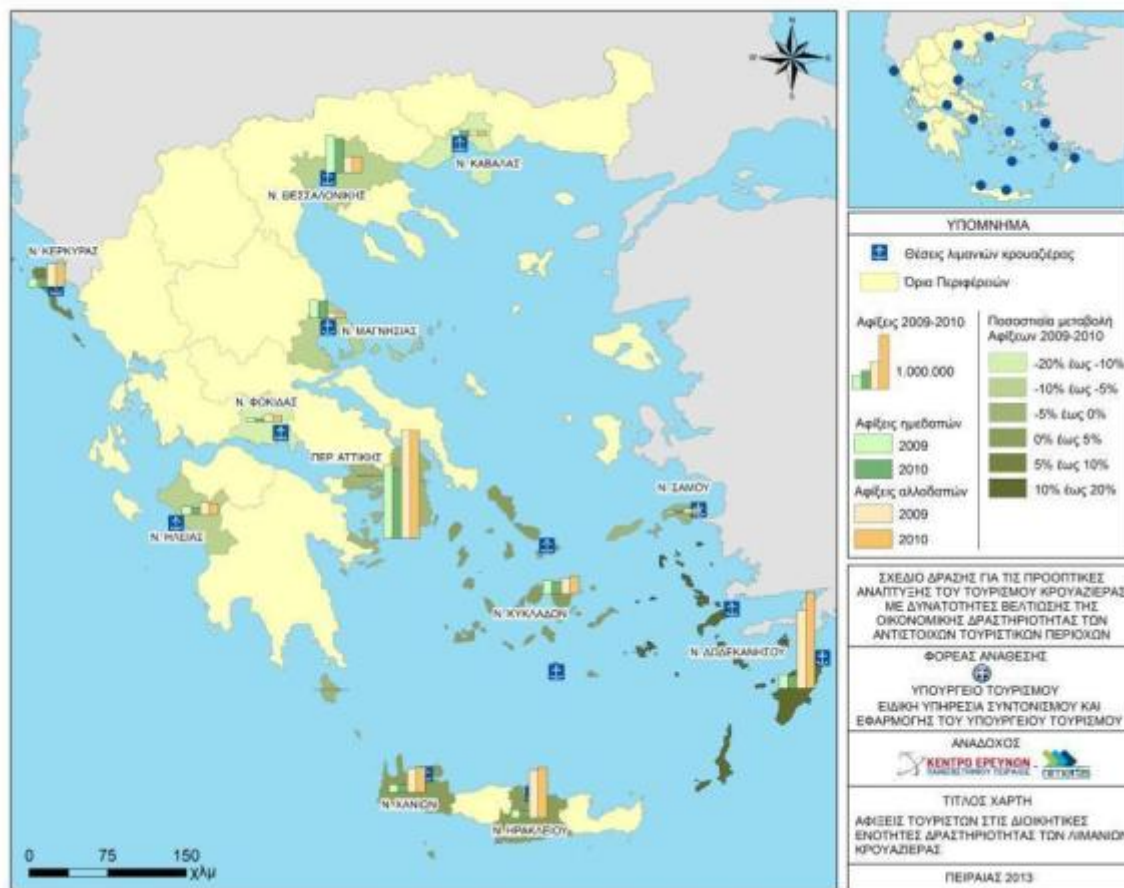 N
W
E
S
Ν. ΚΑΒΑΛΑΣ
Ν. ΘΕΣΣΑΛΟΝΙΚΗΣ
Ν. ΚΕΡΚΥΡΑΣ
Ν. ΜΑΓΝΗΣΙΑΣ
Ν. ΦΩΚΙΔΑΣ
ΠΕΡ. ΑΤΤΙΚΗΣ
Ν. ΣΑΜΟΥ
Ν. ΗΛΕΙΑΣ
Ν. ΚΥΚΛΑΔΩΝ
Ν. ΔΩΔΕΚΑΝΗΣΟΥ
Ν. ΧΑΝΙΩΝ
Ν. ΗΡΑΚΛΕΙΟΥ
0 75 150
χλμ
ΥΠΟΜΝΗΜΑ
Θέσεις λιμανιών κρουαζιέρας
Όρια Περιφερειών
Αφίξεις 2009-2010
1.000.000
Αφίξεις ημεδαπών
2009
2010
Αφίξεις αλλοδαπών
2009
2010
Ποσοστιαία μεταβολή
Αφίξεων 2009-2010
-20% έως -10%
-10% έως -5%
-5% έως 0%
0% έως 5%
5% έως 10%
10% έως 20%
ΣΧΕΔΙΟ ΔΡΑΣΗΣ ΓΙΑ ΤΙΣ ΠΡΟΟΠΤΙΚΕΣ
ΑΝΑΠΤΥΞΗΣ ΤΟΥ ΤΟΥΡΙΣΜΟΥ ΚΡΟΥΑΖΙΕΡΑΣ
ΜΕ ΔΥΝΑΤΟΤΗΤΕΣ ΒΕΛΤΙΩΣΗΣ ΤΗΣ
ΟΙΚΟΝΟΜΙΚΗΣ ΔΡΑΣΤΗΡΙΟΤΗΤΑΣ ΤΩΝ
ΑΝΤΙΣΤΟΙΧΩΝ ΤΟΥΡΙΣΤΙΚΩΝ ΠΕΡΙΟΧΩΝ
ΦΟΡΕΑΣ ΑΝΑΘΕΣΗΣ
ΥΠΟΥΡΓΕΙΟ ΤΟΥΡΙΣΜΟΥ
ΕΙΔΙΚΗ ΥΠΗΡΕΣΙΑ ΣΥΝΤΟΝΙΣΜΟΥ ΚΑΙ
ΕΦΑΡΜΟΓΗΣ ΤΟΥ ΥΠΟΥΡΓΕΙΟΥ ΤΟΥΡΙΣΜΟΥ
ΑΝΑΔΟΧΟΣ
ΚΕΝΤΡΟ ΕΡΕΥΝΩΝ
ΠΑΝΕΠΙΣΤΗΜΙΟΥ ΠΕΙΡΑΙΩΣ
ΤΙΤΛΟΣ ΧΑΡΤΗ
ΑΦΙΞΕΙΣ ΤΟΥΡΙΣΤΩΝ ΣΤΙΣ ΔΙΟΙΚΗΤΙΚΕΣ
ΕΝΟΤΗΤΕΣ ΔΡΑΣΤΗΡΙΟΤΗΤΑΣ ΤΩΝ ΛΙΜΑΝΙΩΝ
ΚΡΟΥΑΖΙΕΡΑΣ
ΠΕΙΡΑΙΑΣ 2013